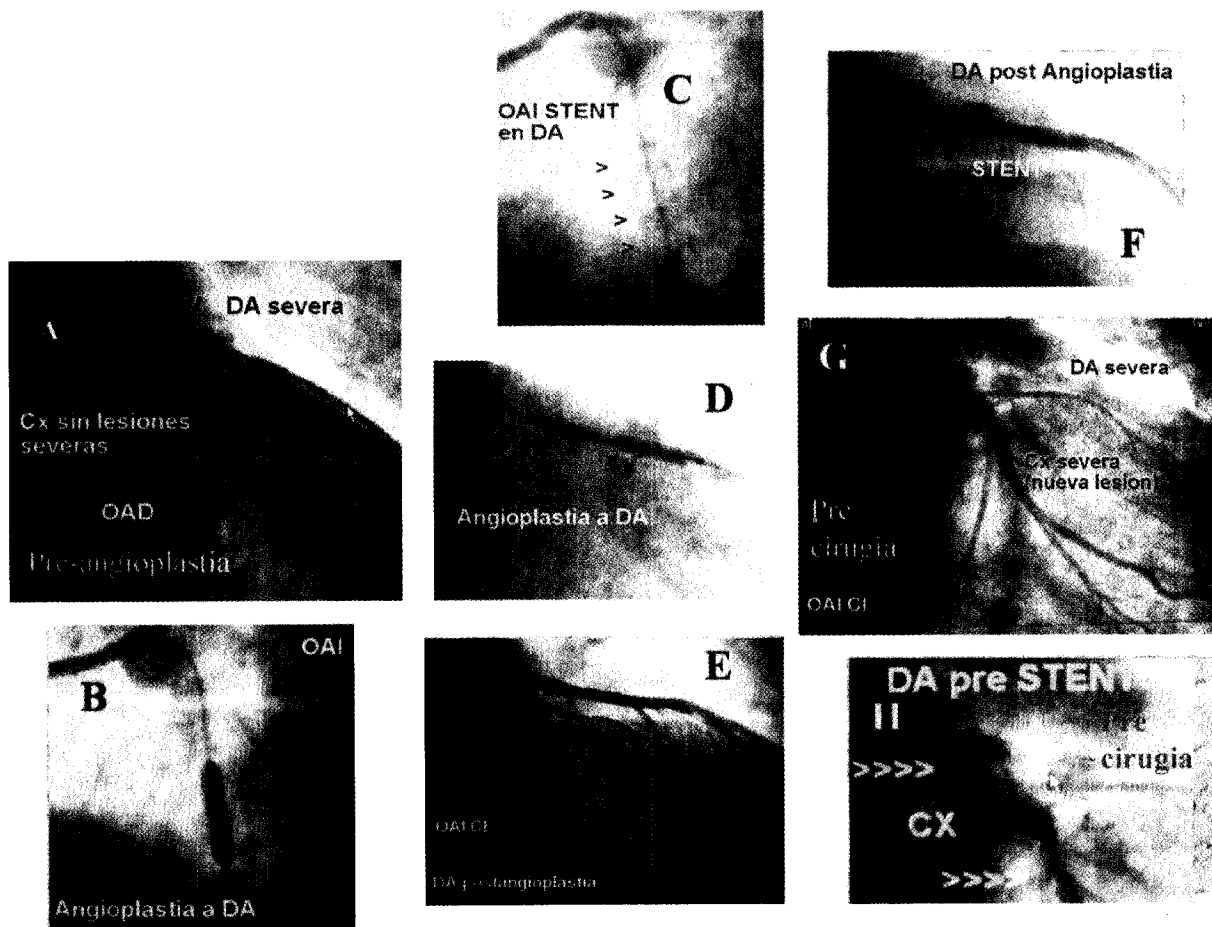 DA severa
Cx sin lesiones
severas
OAD
Pre-angioplastia
B
OAI
Angioplastia a DA
C
OAI STENT
en DA
>
>
>
>
D
Angioplastia a DA
E
OAI CI
DA postangioplastia
DA post Angioplastia
STENT
F
G
DA severa
Cx severa
(nueva lesion)
Pre
cirugia
OAI CI
DA pre STENT
H
Pre
cirugia
>>>>
CX
>>>>